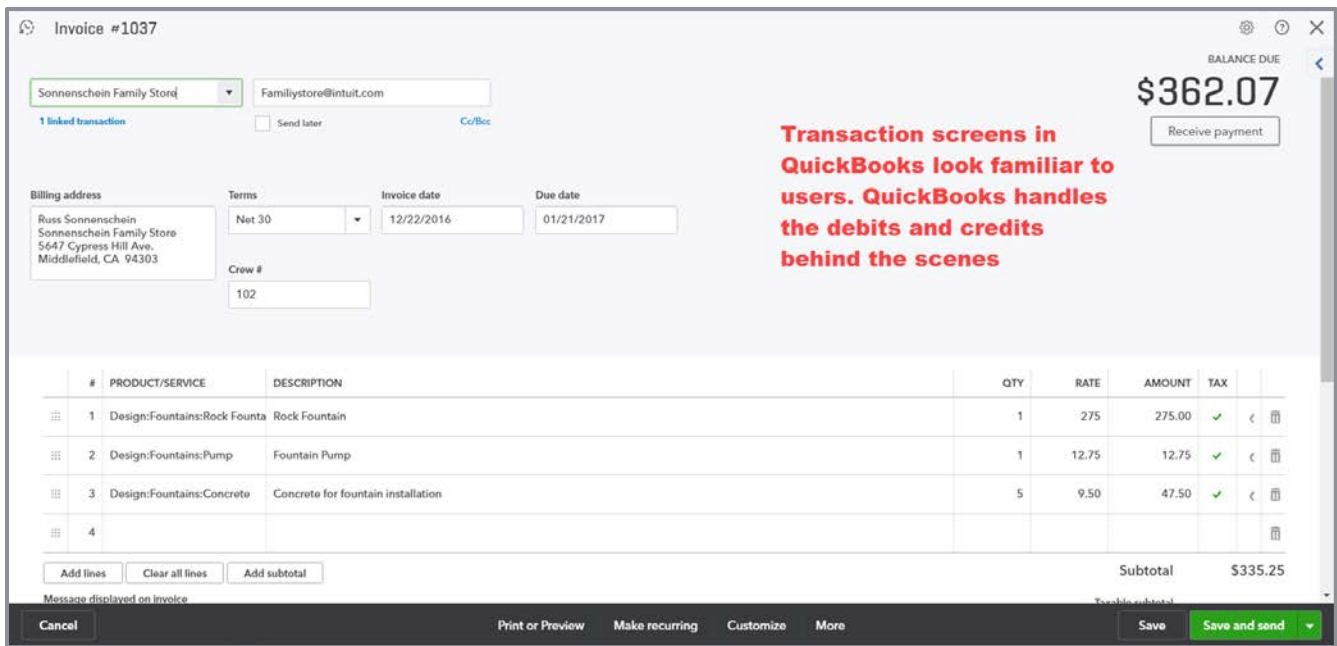 Invoice #1037
BALANCE DUE
$362.07
Receive payment
Sonnenschein Family Store
Familiystore@intuit.com
1 linked transaction
Send later
Cc/Bcc
Transaction screens in
QuickBooks look familiar to
users. QuickBooks handles
the debits and credits
behind the scenes
Billing address
Russ Sonnenschein
Sonnenschein Family Store
5647 Cypress Hill Ave.
Middlefield, CA 94303
Terms
Net 30
Invoice date
12/22/2016
Due date
01/21/2017
Crew #
102
# PRODUCT/SERVICE DESCRIPTION QTY RATE AMOUNT TAX
1 Design:Fountains:Rock Founta Rock Fountain 1 275 275.00
2 Design:Fountains:Pump Fountain Pump 1 12.75 12.75
3 Design:Fountains:Concrete Concrete for fountain installation 5 9.50 47.50
4
Add lines Clear all lines Add subtotal Subtotal $335.25
Message displayed on invoice Taxable subtotal
Cancel Print or Preview Make recurring Customize More Save Save and send